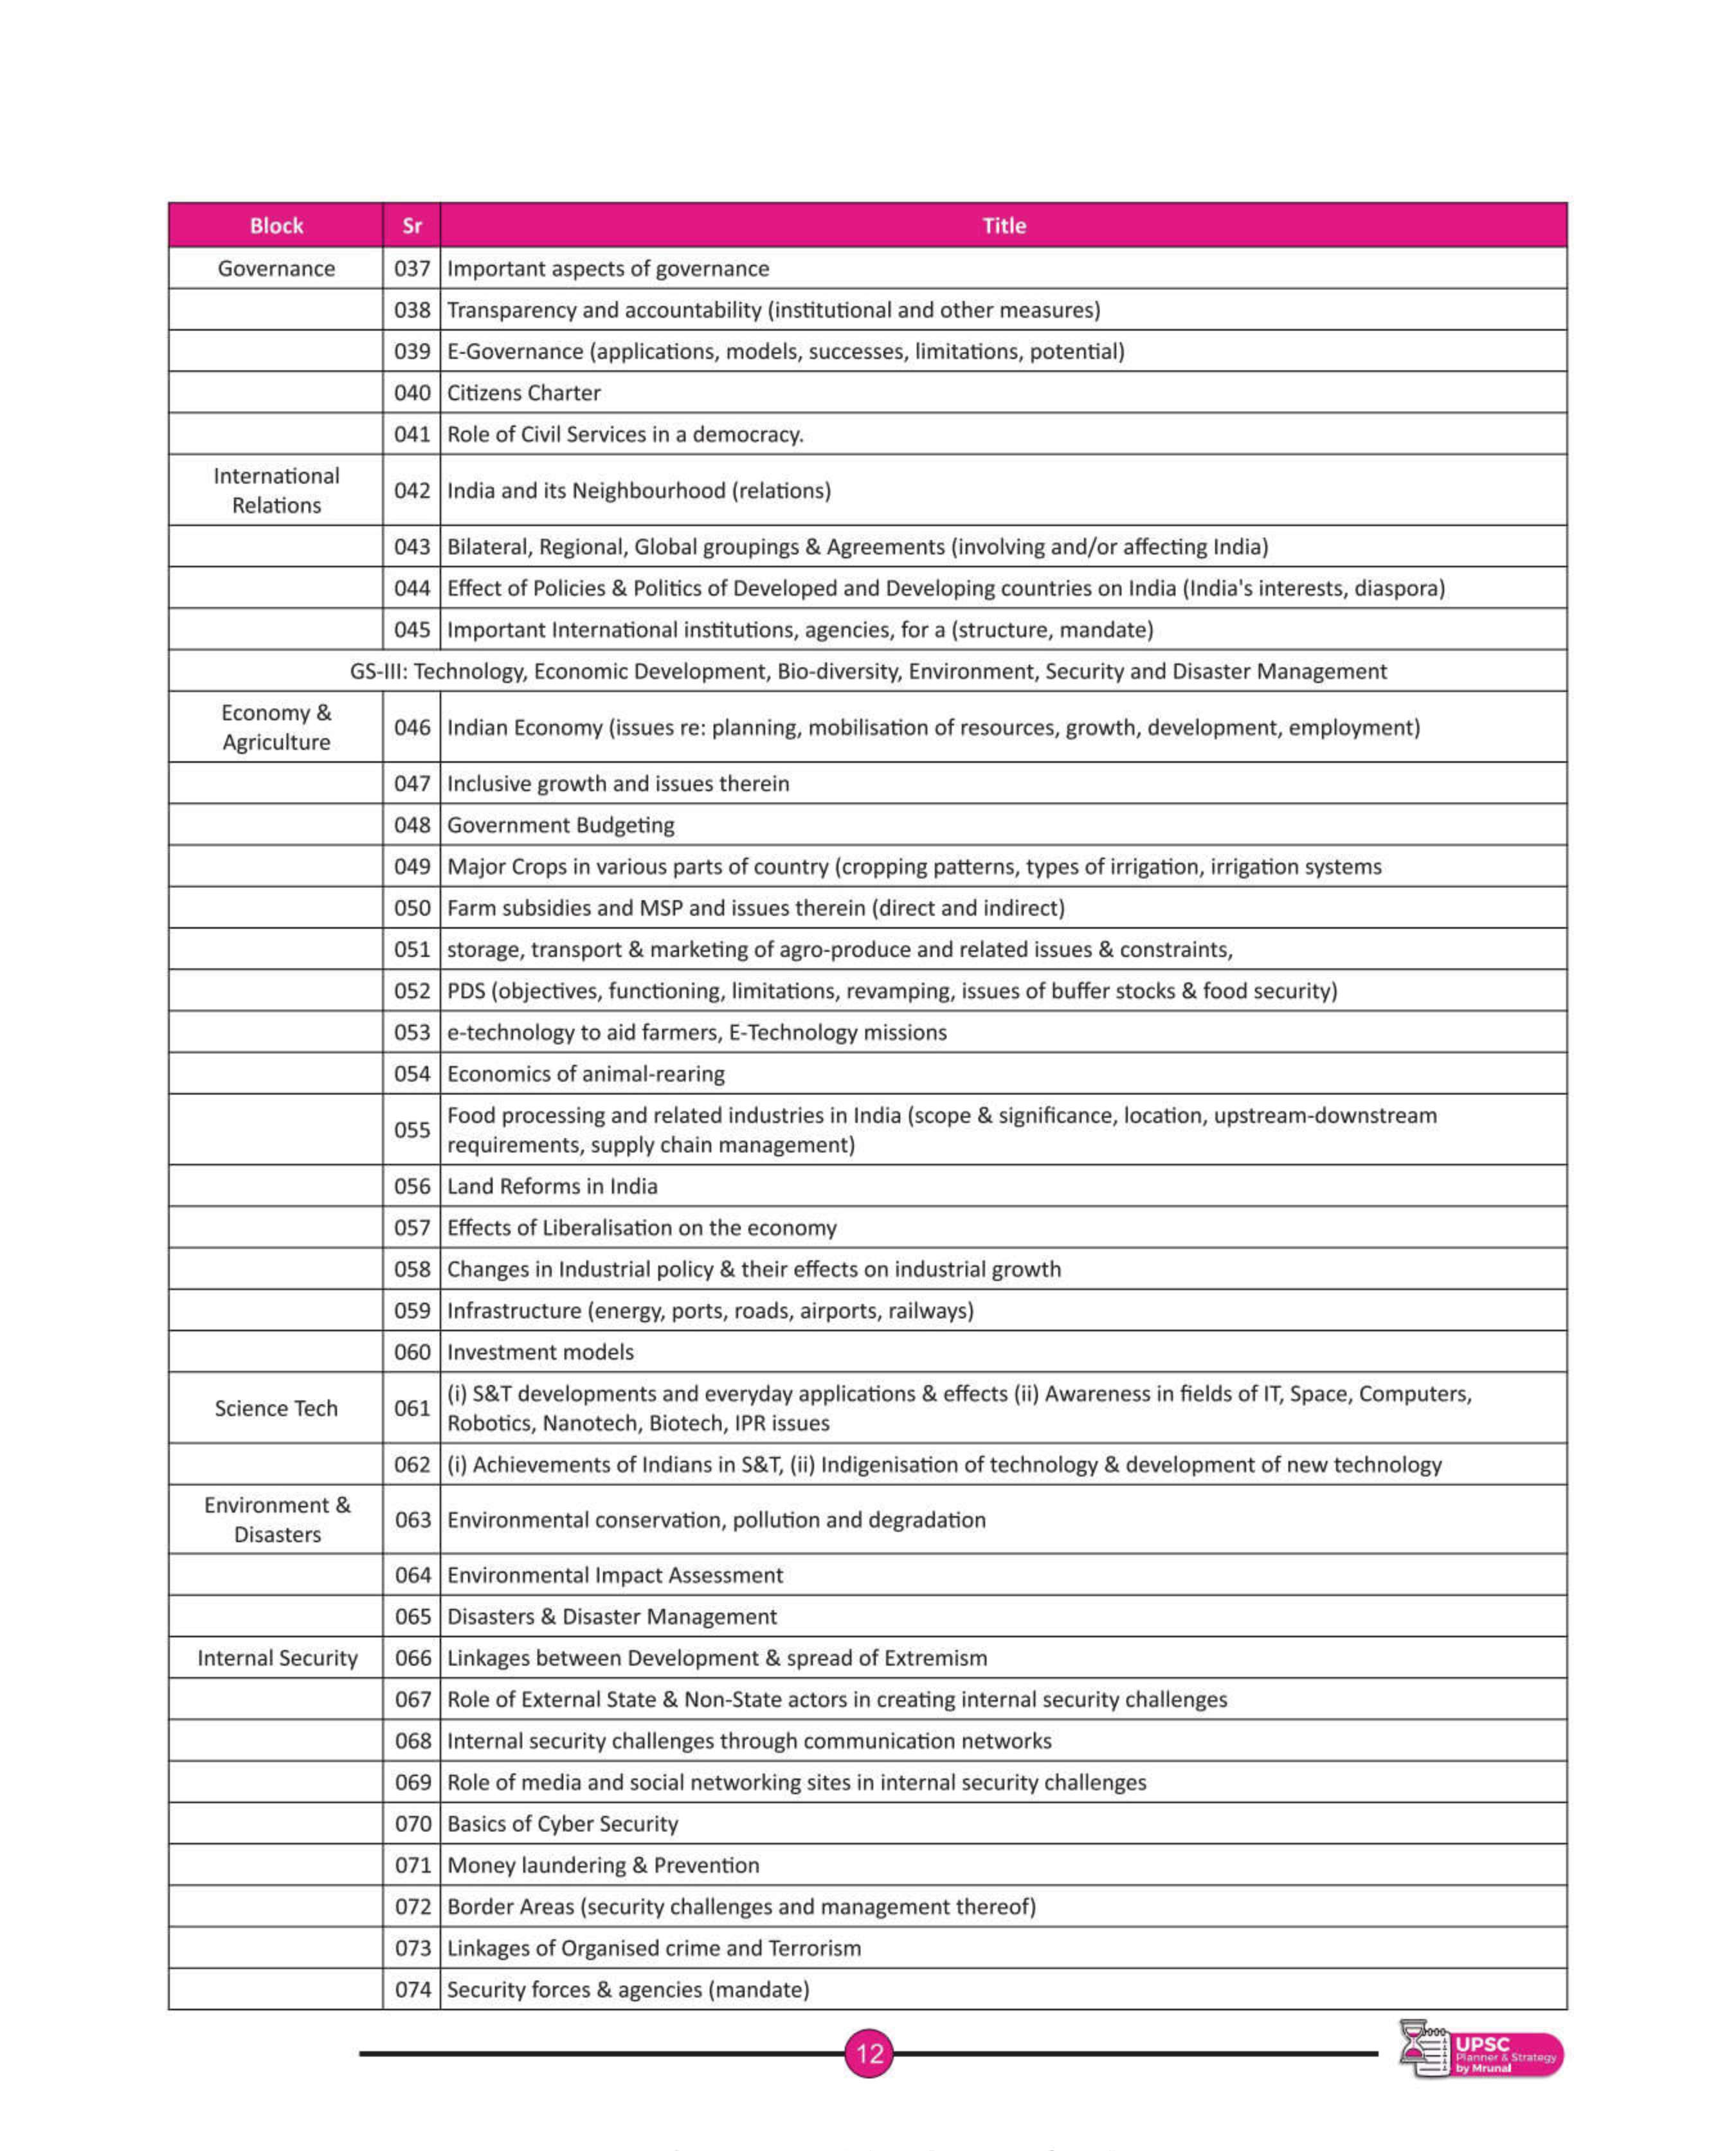 Block Sr Title
Governance 037 Important aspects of governance
038 Transparency and accountability (institutional and other measures)
039 E-Governance (applications, models, successes, limitations, potential)
040 Citizens Charter
041 Role of Civil Services in a democracy.
International
Relations
042 India and its Neighbourhood (relations)
043 Bilateral, Regional, Global groupings & Agreements (involving and/or affecting India)
044 Effect of Policies & Politics of Developed and Developing countries on India (India's interests, diaspora)
045 Important International institutions, agencies, for a (structure, mandate)
GS-III: Technology, Economic Development, Bio-diversity, Environment, Security and Disaster Management
Economy &
Agriculture
046 Indian Economy (issues re: planning, mobilisation of resources, growth, development, employment)
047 Inclusive growth and issues therein
048 Government Budgeting
049 Major Crops in various parts of country (cropping patterns, types of irrigation, irrigation systems
050 Farm subsidies and MSP and issues therein (direct and indirect)
051 storage, transport & marketing of agro-produce and related issues & constraints,
052 PDS (objectives, functioning, limitations, revamping, issues of buffer stocks & food security)
053 e-technology to aid farmers, E-Technology missions
054 Economics of animal-rearing
055 Food processing and related industries in India (scope & significance, location, upstream-downstream
requirements, supply chain management)
056 Land Reforms in India
057 Effects of Liberalisation on the economy
058 Changes in Industrial policy & their effects on industrial growth
059 Infrastructure (energy, ports, roads, airports, railways)
060 Investment models
Science Tech 061 (i) S&T developments and everyday applications & effects (ii) Awareness in fields of IT, Space, Computers,
Robotics, Nanotech, Biotech, IPR issues
062 (i) Achievements of Indians in S&T, (ii) Indigenisation of technology & development of new technology
Environment &
Disasters
063 Environmental conservation, pollution and degradation
064 Environmental Impact Assessment
065 Disasters & Disaster Management
Internal Security 066 Linkages between Development & spread of Extremism
067 Role of External State & Non-State actors in creating internal security challenges
068 Internal security challenges through communication networks
069 Role of media and social networking sites in internal security challenges
070 Basics of Cyber Security
071 Money laundering & Prevention
072 Border Areas (security challenges and management thereof)
073 Linkages of Organised crime and Terrorism
074 Security forces & agencies (mandate)
12
UPSC
Planner & Strategy
by Mrunal